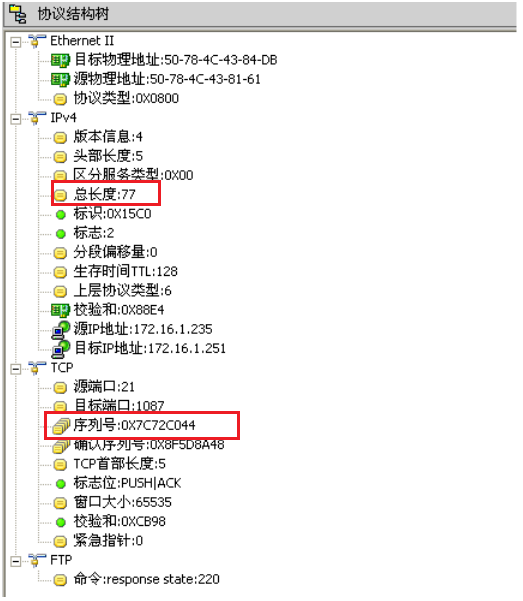 协议结构树
Ethernet II
目标物理地址:50-78-4C-43-84-DB
源物理地址:50-78-4C-43-81-61
协议类型:0X0800
IPv4
版本信息:4
头部长度:5
区分服务类型:0X00
总长度:77
标识:0X15C0
标志:2
分段偏移量:0
生存时间TTL:128
上层协议类型:6
校验和:0X88E4
源IP地址:172.16.1.235
目标IP地址:172.16.1.251
TCP
源端口:21
目标端口:1087
序列号:0X7C72C044
确认序列号:0X8F5D8A48
TCP首部长度:5
标志位:PUSH|ACK
窗口大小:65535
校验和:0XCB98
紧急指针:0
FTP
命令:response state:220